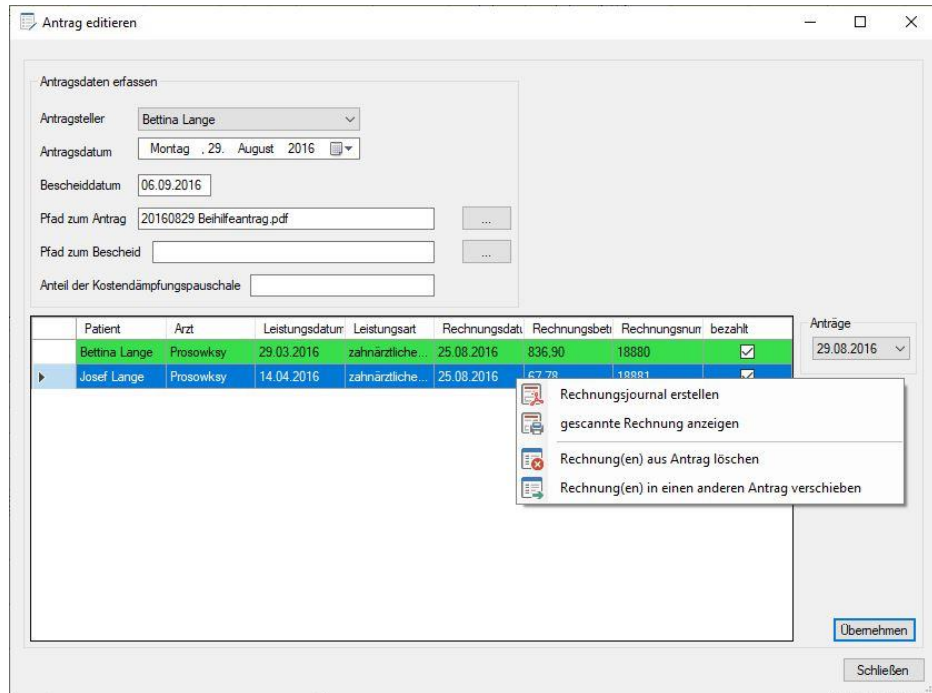 Antrag editieren
Antragsdaten erfassen
Antragsteller Bettina Lange
Antragsdatum Montag , 29. August 2016
Bescheiddatum 06.09.2016
Pfad zum Antrag 20160829 Beihilfeantrag.pdf ...
Pfad zum Bescheid ...
Anteil der Kostendämpfungspauschale
Patient Arzt Leistungsdatum Leistungsart Rechnungsdatu Rechnungsbetr Rechnungsnum bezahlt
Bettina Lange Prosowksy 29.03.2016 zahnärztliche... 25.08.2016 836,90 18880
Josef Lange Prosowksy 14.04.2016 zahnärztliche... 25.08.2016 67,78 18881
Anträge
29.08.2016
Rechnungsjournal erstellen
gescannte Rechnung anzeigen
Rechnung(en) aus Antrag löschen
Rechnung(en) in einen anderen Antrag verschieben
Übernehmen
Schließen